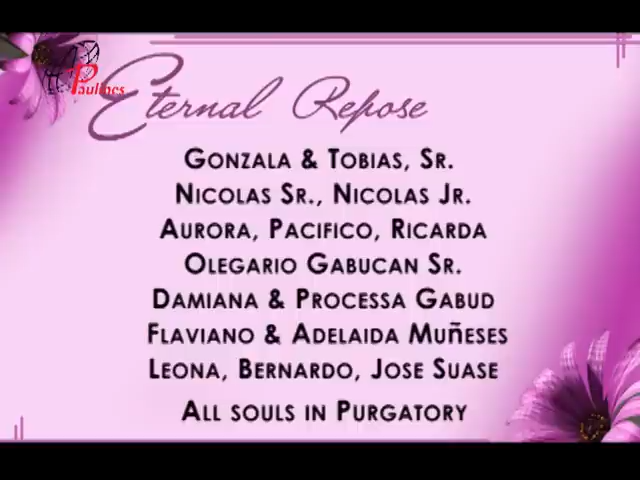 Paulines
Eternal Repose
Gonzala & Tobias, Sr.
Nicolas Sr., Nicolas Jr.
Aurora, Pacifico, Ricarda
Olegario Gabucan Sr.
Damiana & Processa Gabud
Flaviano & Adelaida Muñeses
Leona, Bernardo, Jose Suase
All souls in Purgatory